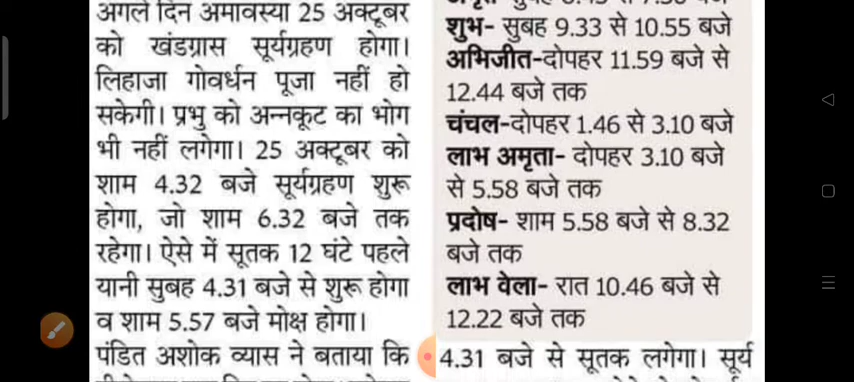 अगले दिन अमावस्या 25 अक्टूबर
को खंडग्रास सूर्यग्रहण होगा।
लिहाजा गोवर्धन पूजा नहीं हो
सकेगी। प्रभु को अन्नकूट का भोग
भी नहीं लगेगा। 25 अक्टूबर को
शाम 4.32 बजे सूर्यग्रहण शुरू
होगा, जो शाम 6.32 बजे तक
रहेगा। ऐसे में सूतक 12 घंटे पहले
यानी सुबह 4.31 बजे से शुरू होगा
व शाम 5.57 बजे मोक्ष होगा।
पंडित अशोक व्यास ने बताया कि
शुभ- सुबह 9.33 से 10.55 बजे
अभिजीत-दोपहर 11.59 बजे से
12.44 बजे तक
चंचल-दोपहर 1.46 से 3.10 बजे
लाभ अमृता- दोपहर 3.10 बजे
से 5.58 बजे तक
प्रदोष- शाम 5.58 बजे से 8.32
बजे तक
लाभ वेला- रात 10.46 बजे से
12.22 बजे तक
4.31 बजे से सूतक लगेगा। सूर्य